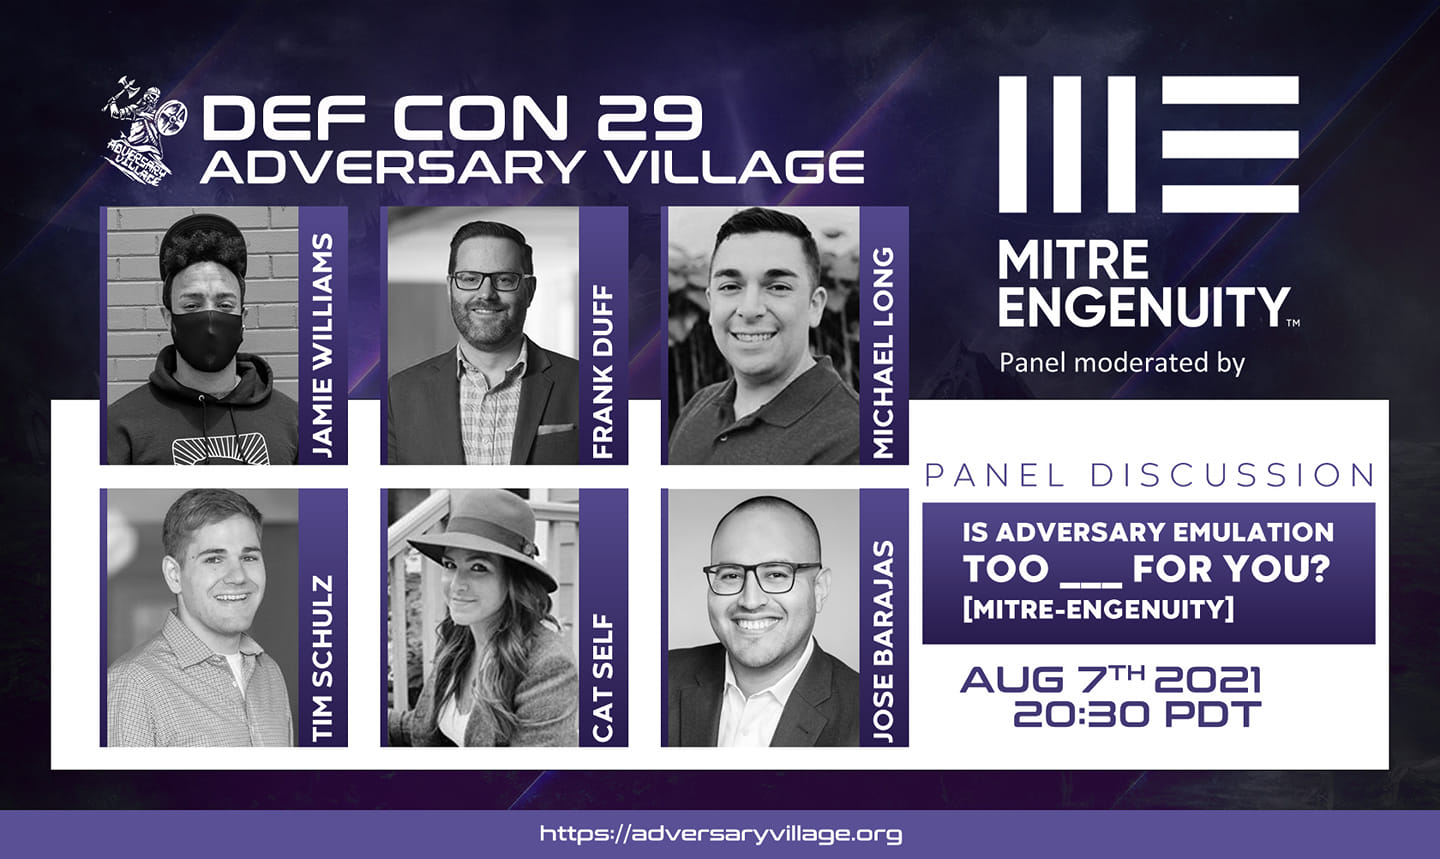 DEF CON 29
ADVERSARY VILLAGE
ADVERSARY
VILLAGE
MITRE
ENGENUITY™
Panel moderated by
JAMIE WILLIAMS
FRANK DUFF
MICHAEL LONG
TIM SCHULZ
CAT SELF
JOSE BARAJAS
PANEL DISCUSSION
IS ADVERSARY EMULATION
TOO ___ FOR YOU?
[MITRE-ENGENUITY]
AUG 7TH 2021
20:30 PDT
https://adversaryvillage.org